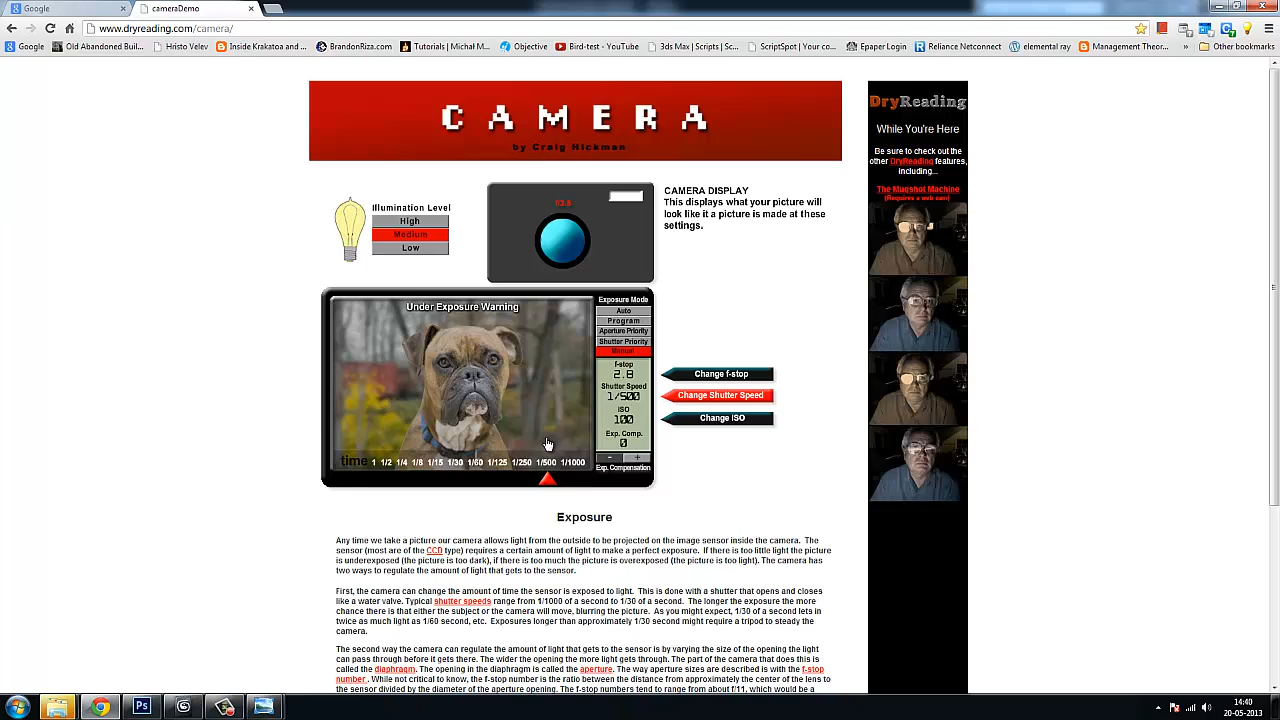 Google
cameraDemo
www.dryreading.com/camera/
Google
Old Abandoned Buil...
Hristo Velev
Inside Krakatoa and
BrandonRiza.com
Tutorials | Michał M...
Objective
Bird-test - YouTube
3ds Max | Scripts | Sc...
ScriptSpot | Your co...
Epaper Login
Reliance Netconnect
elemental ray
Management Theor...
»
Other bookmarks
CAMERA
by Craig Hickman
DryReading
While You're Here
Be sure to check out the
other DryReading features,
including...
The Mugshot Machine
(Requires a web cam)
Illumination Level
High
Medium
Low
f/2.8
CAMERA DISPLAY
This displays what your picture will
look like it a picture is made at these
settings.
Under Exposure Warning
Exposure Mode
Auto
Program
Aperture Priority
Shutter Priority
Manual
f-stop
2.8
Shutter Speed
1/500
ISO
100
Exp. Comp.
0
- +
Exp. Compensation
Change f-stop
Change Shutter Speed
Change ISO
time 1 1/2 1/4 1/8 1/15 1/30 1/60 1/125 1/250 1/500 1/1000
Exposure
Any time we take a picture our camera allows light from the outside to be projected on the image sensor inside the camera. The
sensor (most are of the CCD type) requires a certain amount of light to make a perfect exposure. If there is too little light the picture
is underexposed (the picture is too dark), if there is too much the picture is overexposed (the picture is too light). The camera has
two ways to regulate the amount of light that gets to the sensor.
First, the camera can change the amount of time the sensor is exposed to light. This is done with a shutter that opens and closes
like a water valve. Typical shutter speeds range from 1/1000 of a second to 1/30 of a second. The longer the exposure the more
chance there is that either the subject or the camera will move, blurring the picture. As you might expect, 1/30 of a second lets in
twice as much light as 1/60 second, etc. Exposures longer than approximately 1/30 second might require a tripod to steady the
camera.
The second way the camera can regulate the amount of light that gets to the sensor is by varying the size of the opening the light
can pass through before it gets there. The wider the opening the more light gets through. The part of the camera that does this is
called the diaphragm. The opening in the diaphragm is called the aperture. The way aperture sizes are described is with the f-stop
number. While not critical to know, the f-stop number is the ratio between the distance from approximately the center of the lens to
the sensor divided by the diameter of the aperture opening. The f-stop numbers tend to range from about f/11, which would be a
Ps
14:40
20-05-2013